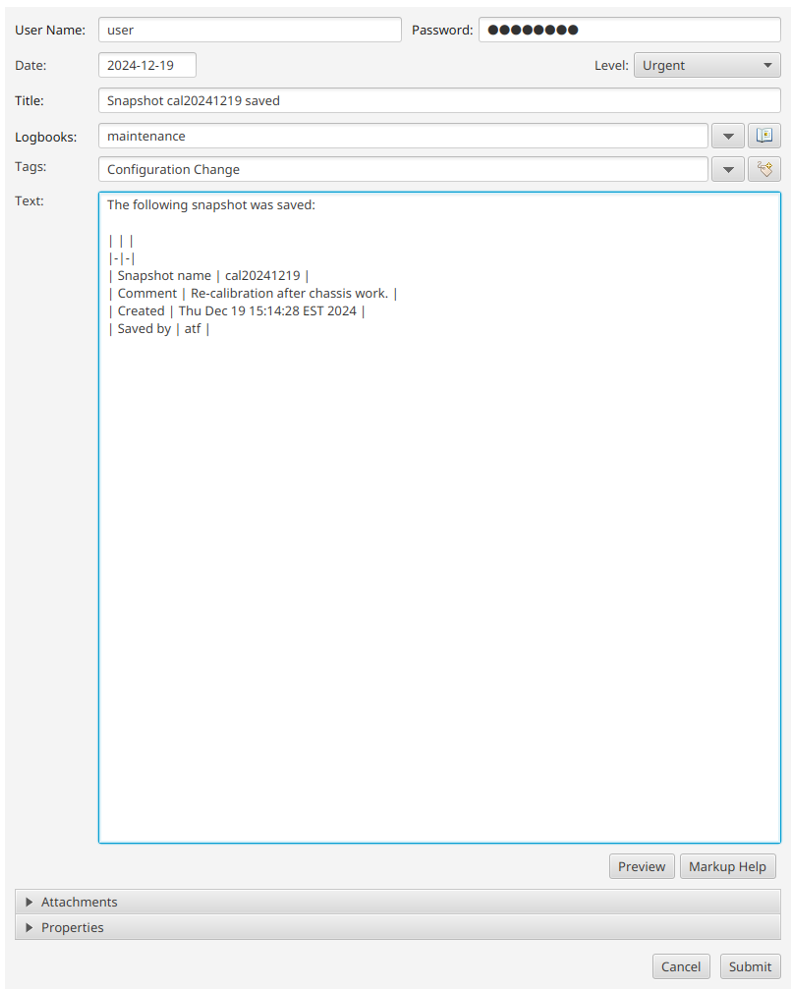 User Name: user Password: ●●●●●●●●
Date: 2024-12-19 Level: Urgent
Title: Snapshot cal20241219 saved
Logbooks: maintenance
Tags: Configuration Change
Text: The following snapshot was saved:
| | |
|-|-|
| Snapshot name | cal20241219 |
| Comment | Re-calibration after chassis work. |
| Created | Thu Dec 19 15:14:28 EST 2024 |
| Saved by | atf |
Preview Markup Help
Attachments
Properties
Cancel Submit